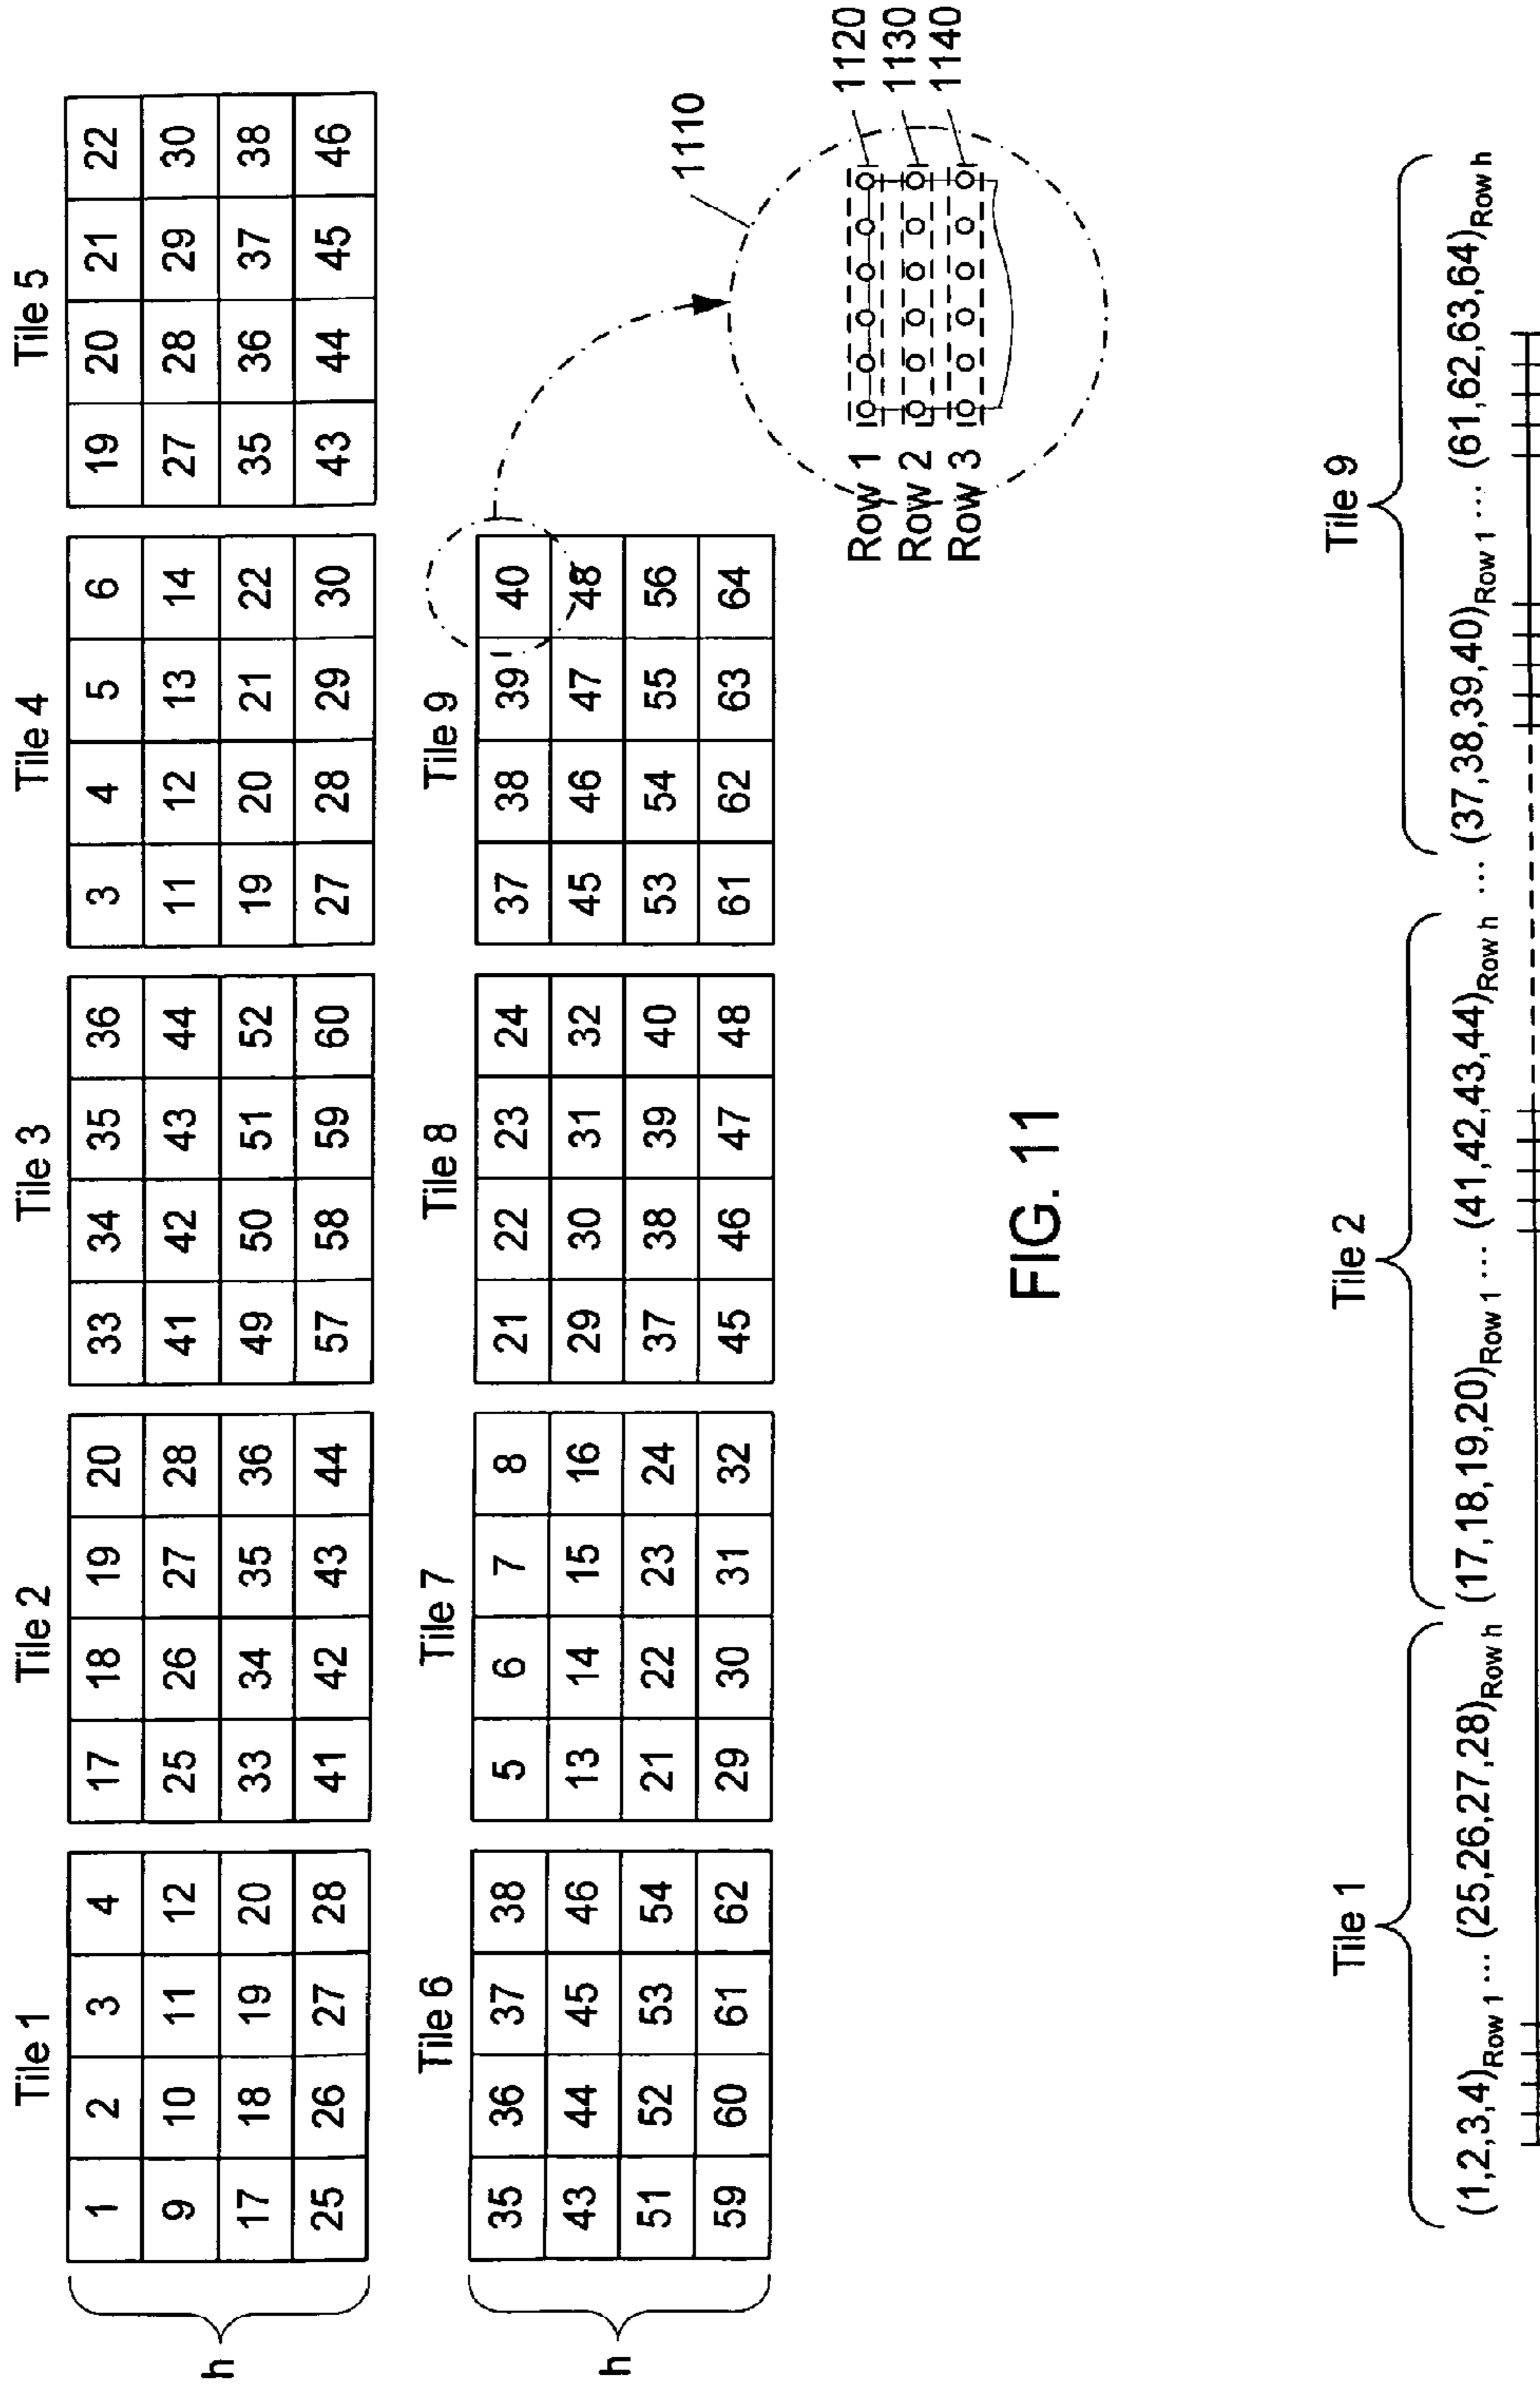 Tile 1 Tile 2 Tile 3 Tile 4 Tile 5
1 2 3 4 17 18 19 20 33 34 35 36 3 4 5 6 19 20 21 22
9 10 11 12 25 26 27 28 41 42 43 44 11 12 13 14 27 28 29 30
17 18 19 20 33 34 35 36 49 50 51 52 19 20 21 22 35 36 37 38
25 26 27 28 41 42 43 44 57 58 59 60 27 28 29 30 43 44 45 46
h
Tile 6 Tile 7 Tile 8 Tile 9
35 36 37 38 5 6 7 8 21 22 23 24 37 38 39 40
43 44 45 46 13 14 15 16 29 30 31 32 45 46 47 48
51 52 53 54 21 22 23 24 37 38 39 40 53 54 55 56
59 60 61 62 29 30 31 32 45 46 47 48 61 62 63 64
h
1110
Row 1 1120
Row 2 1130
Row 3 1140
FIG. 11
Tile 1 Tile 2 Tile 9
(1,2,3,4)Row 1 ... (25,26,27,28)Row h (17,18,19,20)Row 1 ... (41,42,43,44)Row h ... (37,38,39,40)Row 1 ... (61,62,63,64)Row h